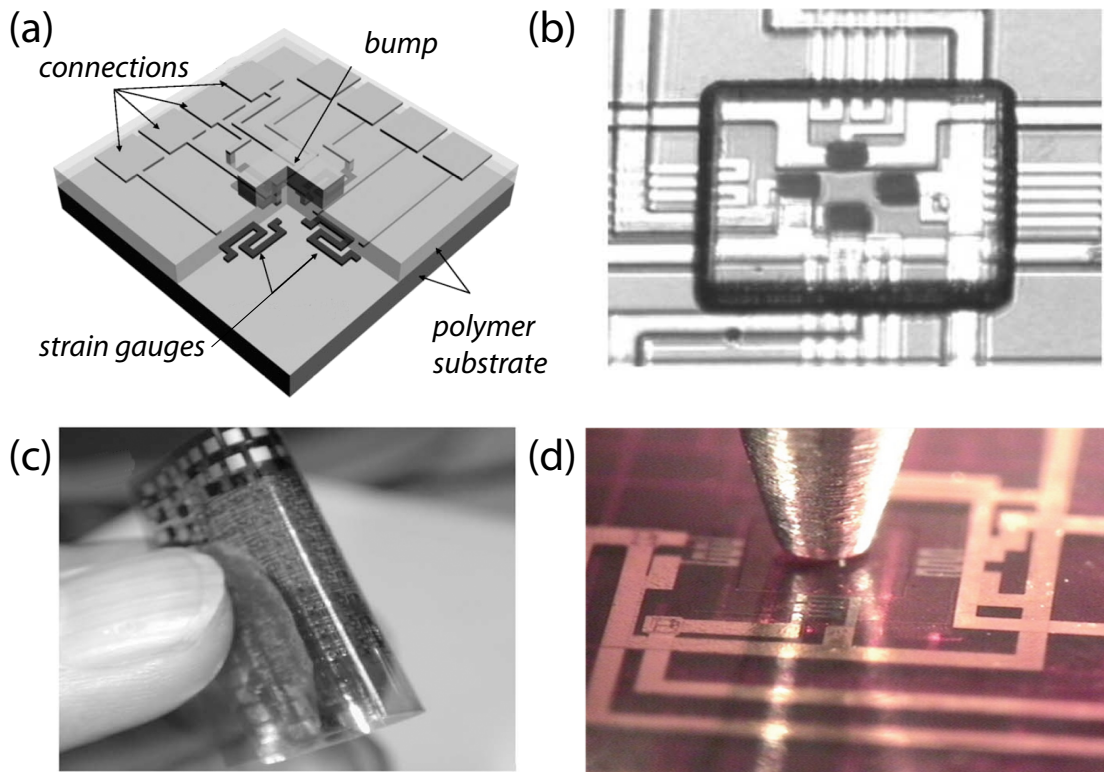 (a)
bump
connections
strain gauges
polymer
substrate
(b)
(c)
(d)